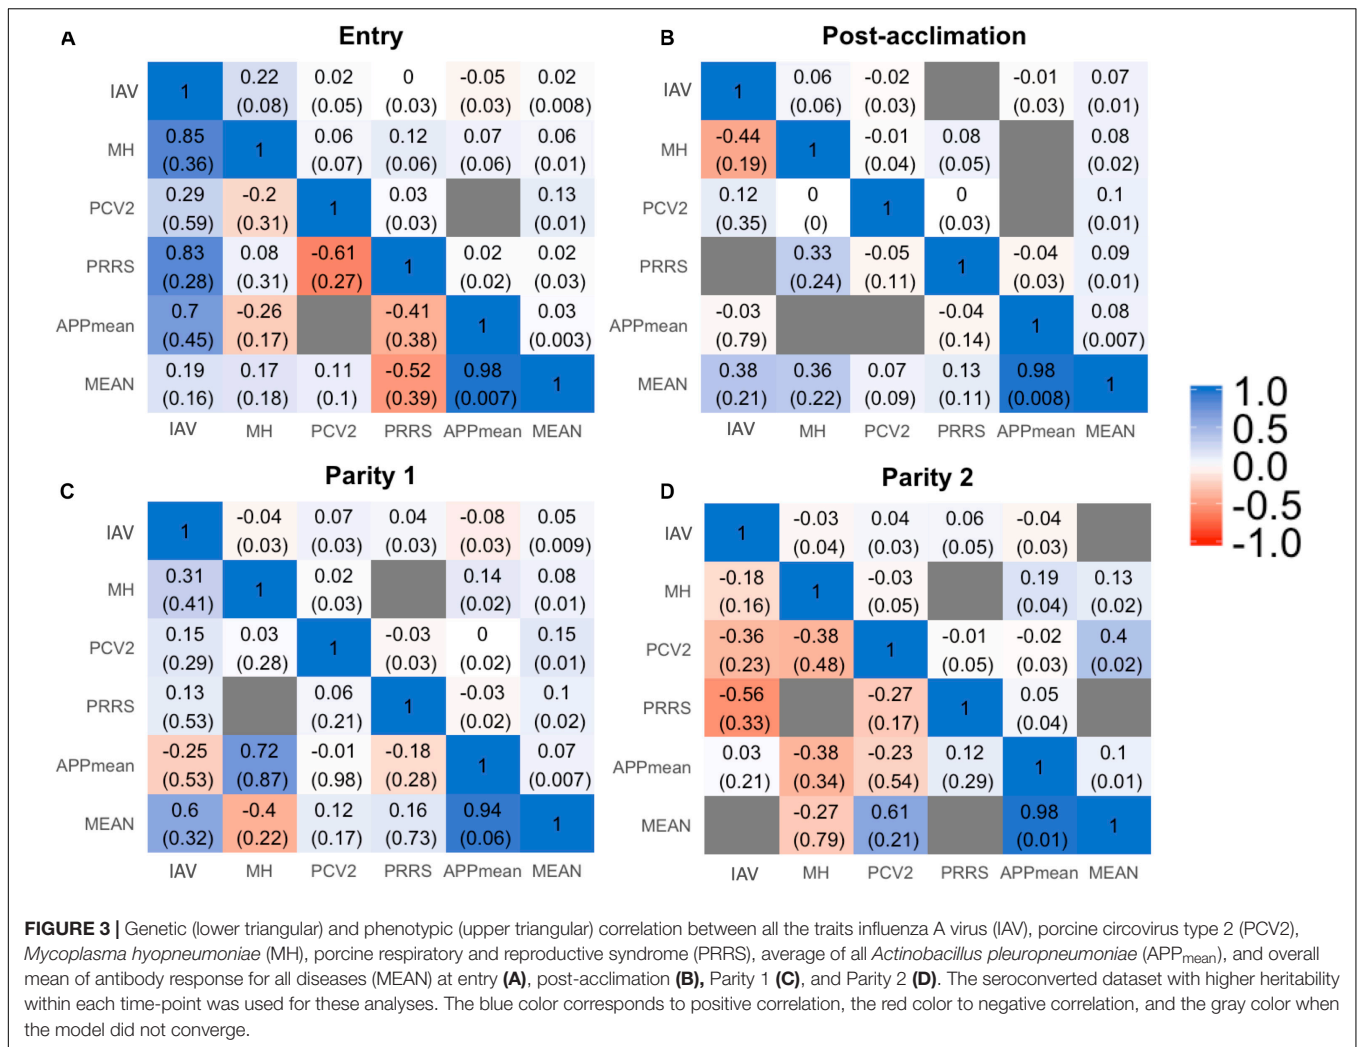 A Entry
IAV 1 0.22 (0.08) 0.02 (0.05) 0 (0.03) -0.05 (0.03) 0.02 (0.008)
MH 0.85 (0.36) 1 0.06 (0.07) 0.12 (0.06) 0.07 (0.06) 0.06 (0.01)
PCV2 0.29 (0.59) -0.2 (0.31) 1 0.03 (0.03) 0.13 (0.01)
PRRS 0.83 (0.28) 0.08 (0.31) -0.61 (0.27) 1 0.02 (0.02) 0.02 (0.03)
APPmean 0.7 (0.45) -0.26 (0.17) -0.41 (0.38) 1 0.03 (0.003)
MEAN 0.19 (0.16) 0.17 (0.18) 0.11 (0.1) -0.52 (0.39) 0.98 (0.007) 1
IAV MH PCV2 PRRS APPmean MEAN
B Post-acclimation
IAV 1 0.06 (0.06) -0.02 (0.03) -0.01 (0.03) 0.07 (0.01)
MH -0.44 (0.19) 1 -0.01 (0.04) 0.08 (0.05) 0.08 (0.02)
PCV2 0.12 (0.35) 0 (0) 1 0 (0.03) 0.1 (0.01)
PRRS 0.33 (0.24) -0.05 (0.11) 1 -0.04 (0.03) 0.09 (0.01)
APPmean -0.03 (0.79) -0.04 (0.14) 1 0.08 (0.007)
MEAN 0.38 (0.21) 0.36 (0.22) 0.07 (0.09) 0.13 (0.11) 0.98 (0.008) 1
IAV MH PCV2 PRRS APPmean MEAN
1.0
0.5
0.0
-0.5
-1.0
C Parity 1
IAV 1 -0.04 (0.03) 0.07 (0.03) 0.04 (0.03) -0.08 (0.03) 0.05 (0.009)
MH 0.31 (0.41) 1 0.02 (0.03) 0.14 (0.02) 0.08 (0.01)
PCV2 0.15 (0.29) 0.03 (0.28) 1 -0.03 (0.03) 0 (0.02) 0.15 (0.01)
PRRS 0.13 (0.53) 0.06 (0.21) 1 -0.03 (0.02) 0.1 (0.02)
APPmean -0.25 (0.53) 0.72 (0.87) -0.01 (0.98) -0.18 (0.28) 1 0.07 (0.007)
MEAN 0.6 (0.32) -0.4 (0.22) 0.12 (0.17) 0.16 (0.73) 0.94 (0.06) 1
IAV MH PCV2 PRRS APPmean MEAN
D Parity 2
IAV 1 -0.03 (0.04) 0.04 (0.03) 0.06 (0.05) -0.04 (0.03)
MH -0.18 (0.16) 1 -0.03 (0.05) 0.19 (0.04) 0.13 (0.02)
PCV2 -0.36 (0.23) -0.38 (0.48) 1 -0.01 (0.05) -0.02 (0.03) 0.4 (0.02)
PRRS -0.56 (0.33) -0.27 (0.17) 1 0.05 (0.04)
APPmean 0.03 (0.21) -0.38 (0.34) -0.23 (0.54) 0.12 (0.29) 1 0.1 (0.01)
MEAN -0.27 (0.79) 0.61 (0.21) 0.98 (0.01) 1
IAV MH PCV2 PRRS APPmean MEAN
FIGURE 3 | Genetic (lower triangular) and phenotypic (upper triangular) correlation between all the traits influenza A virus (IAV), porcine circovirus type 2 (PCV2),
Mycoplasma hyopneumoniae (MH), porcine respiratory and reproductive syndrome (PRRS), average of all Actinobacillus pleuropneumoniae (APPmean), and overall
mean of antibody response for all diseases (MEAN) at entry (A), post-acclimation (B), Parity 1 (C), and Parity 2 (D). The seroconverted dataset with higher heritability
within each time-point was used for these analyses. The blue color corresponds to positive correlation, the red color to negative correlation, and the gray color when
the model did not converge.